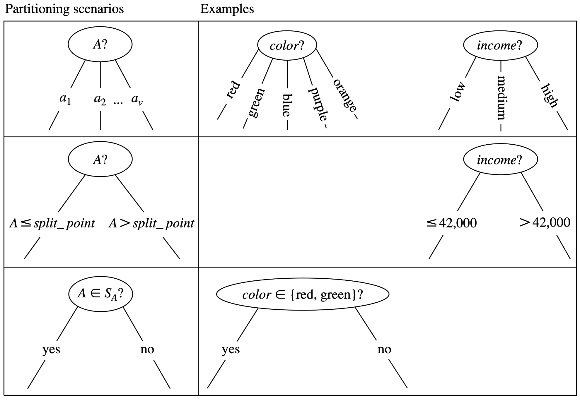 Partitioning scenarios Examples
A? color? income?
a1 a2 ... av red green blue purple orange low medium high
A? income?
A ≤ split_point A > split_point ≤ 42,000 > 42,000
A ∈ SA? color ∈ {red, green}?
yes no yes no